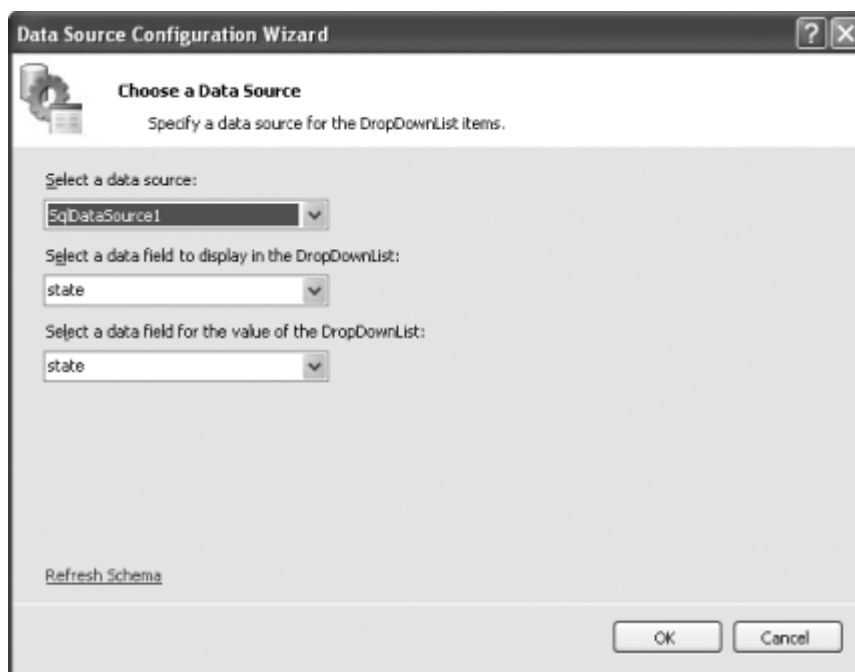 Data Source Configuration Wizard
Choose a Data Source
Specify a data source for the DropDownList items.
Select a data source:
SqlDataSource1
Select a data field to display in the DropDownList:
state
Select a data field for the value of the DropDownList:
state
Refresh Schema
OK
Cancel